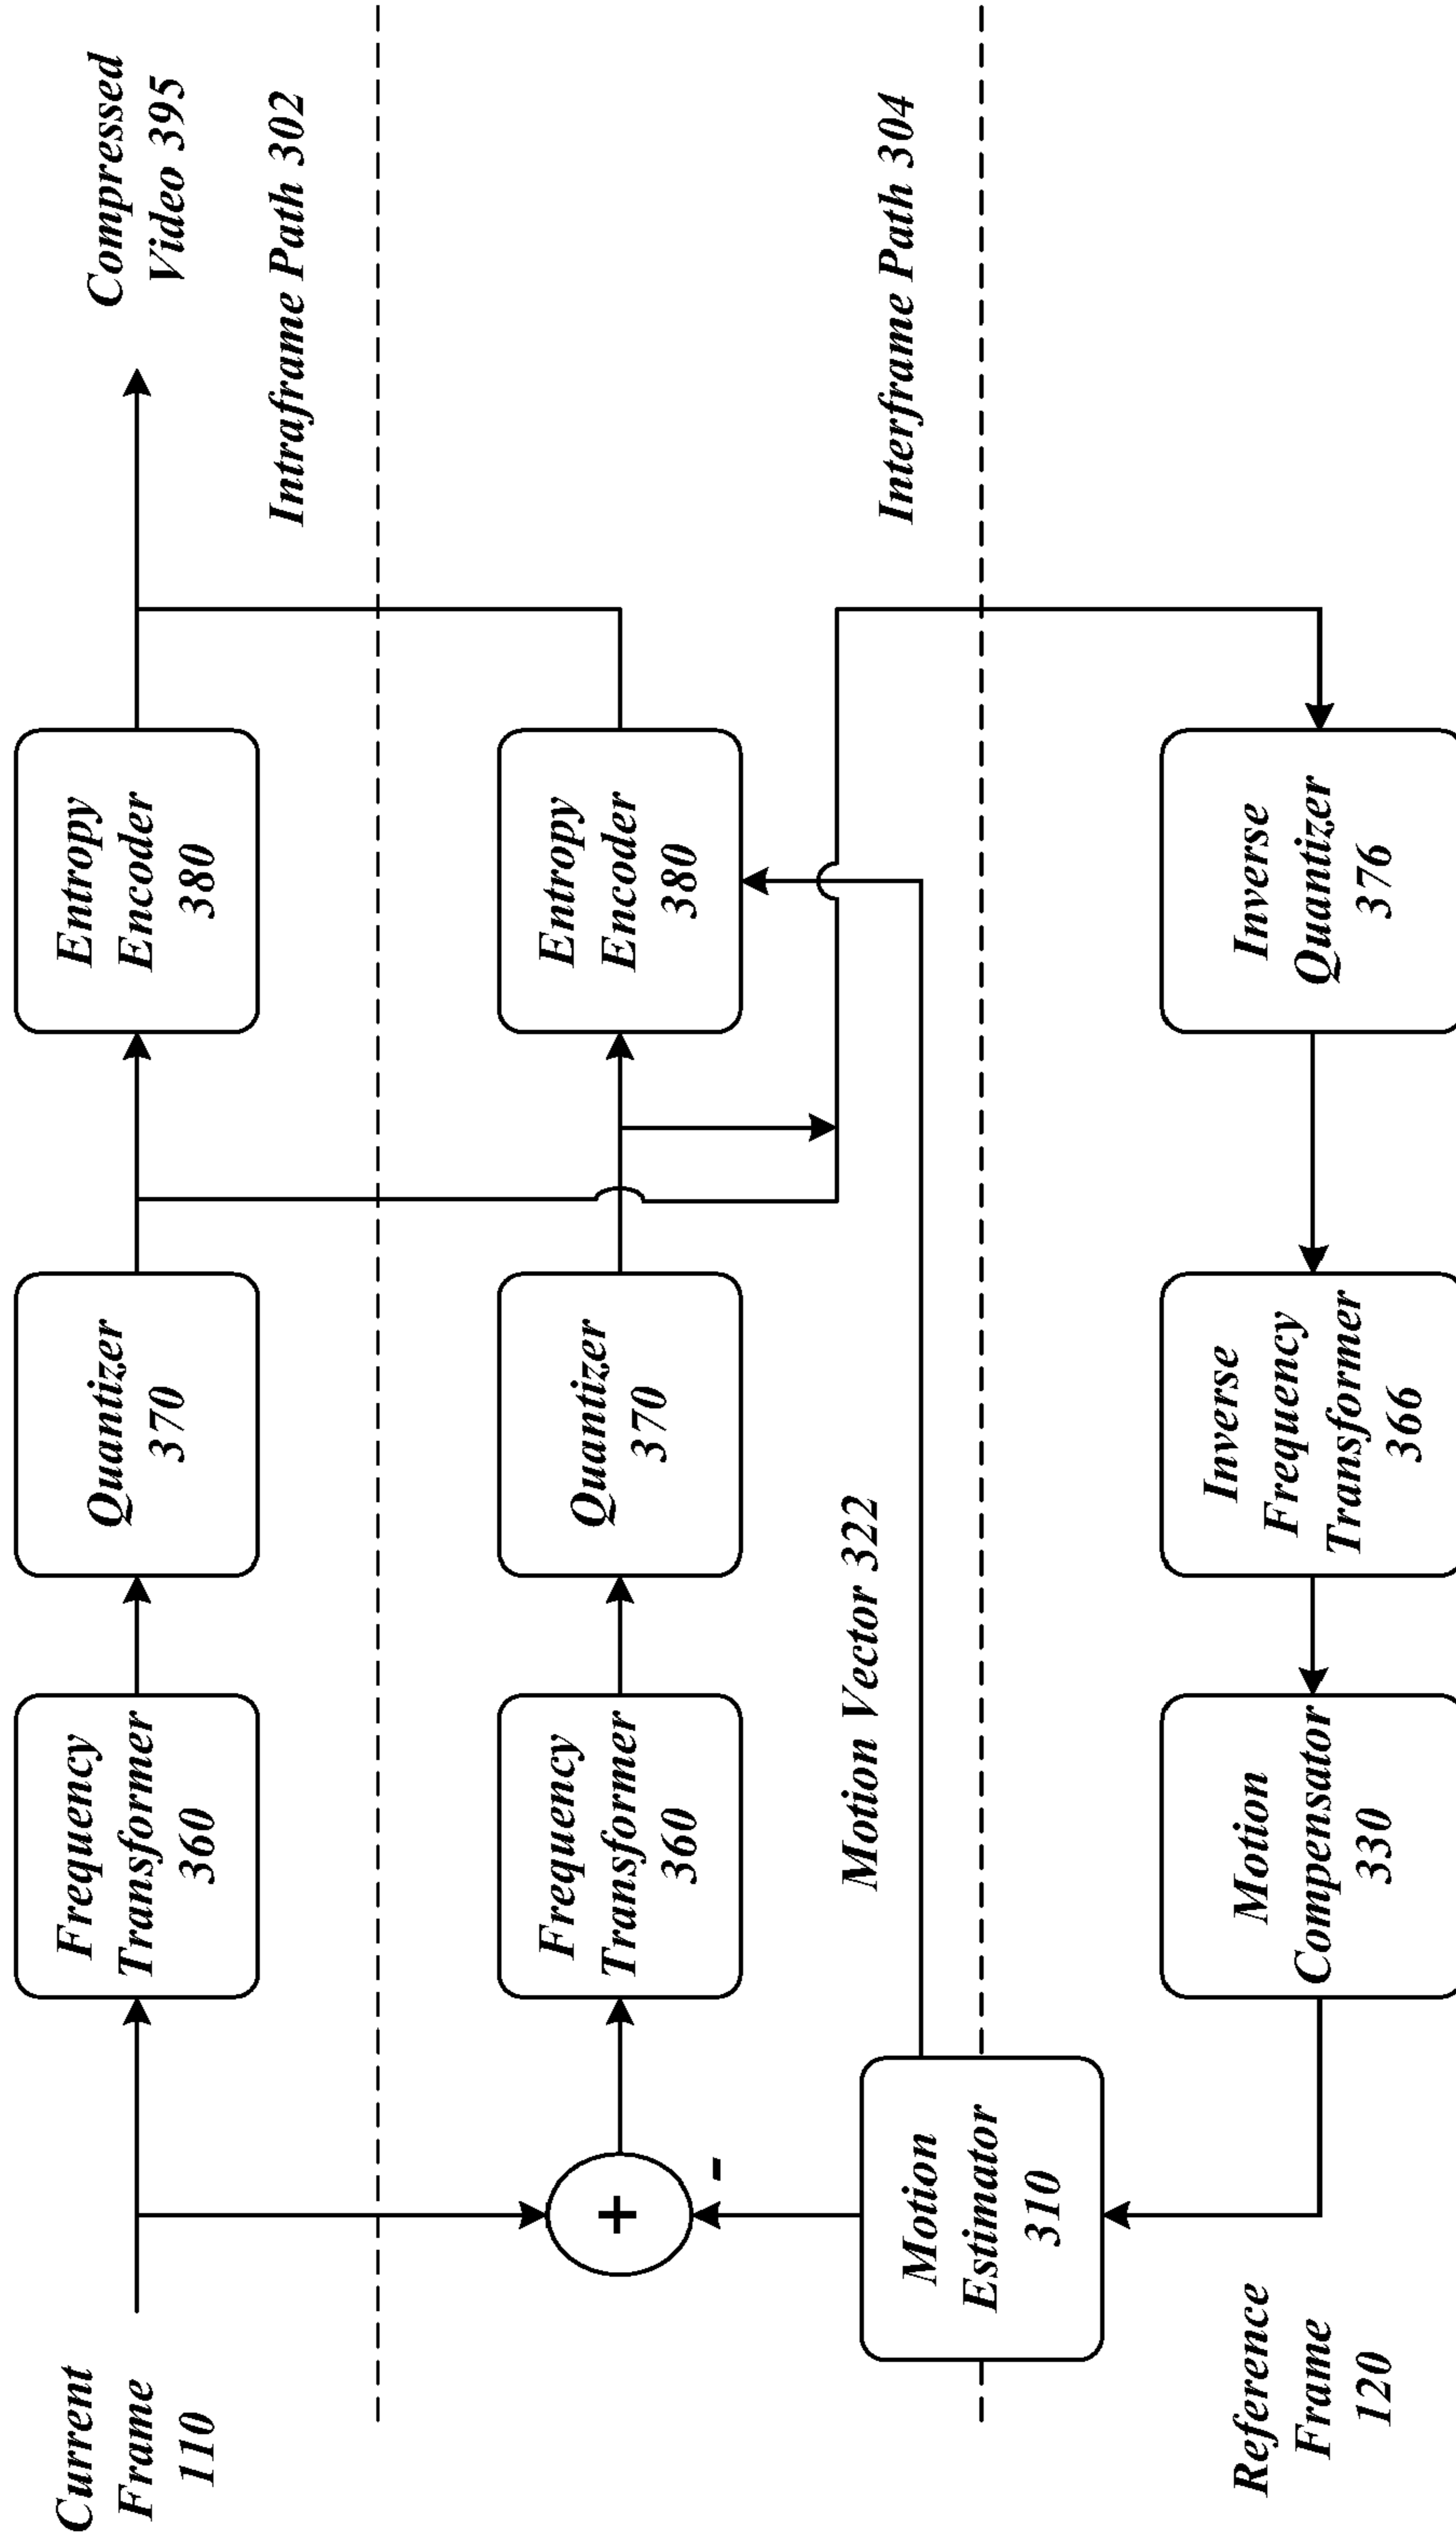 Current
Frame
110
Frequency
Transformer
360
Quantizer
370
Entropy
Encoder
380
Compressed
Video 395
Intraframe Path 302
+
-
Frequency
Transformer
360
Quantizer
370
Entropy
Encoder
380
Motion Vector 322
Interframe Path 304
Motion
Estimator
310
Reference
Frame
120
Motion
Compensator
330
Inverse
Frequency
Transformer
366
Inverse
Quantizer
376